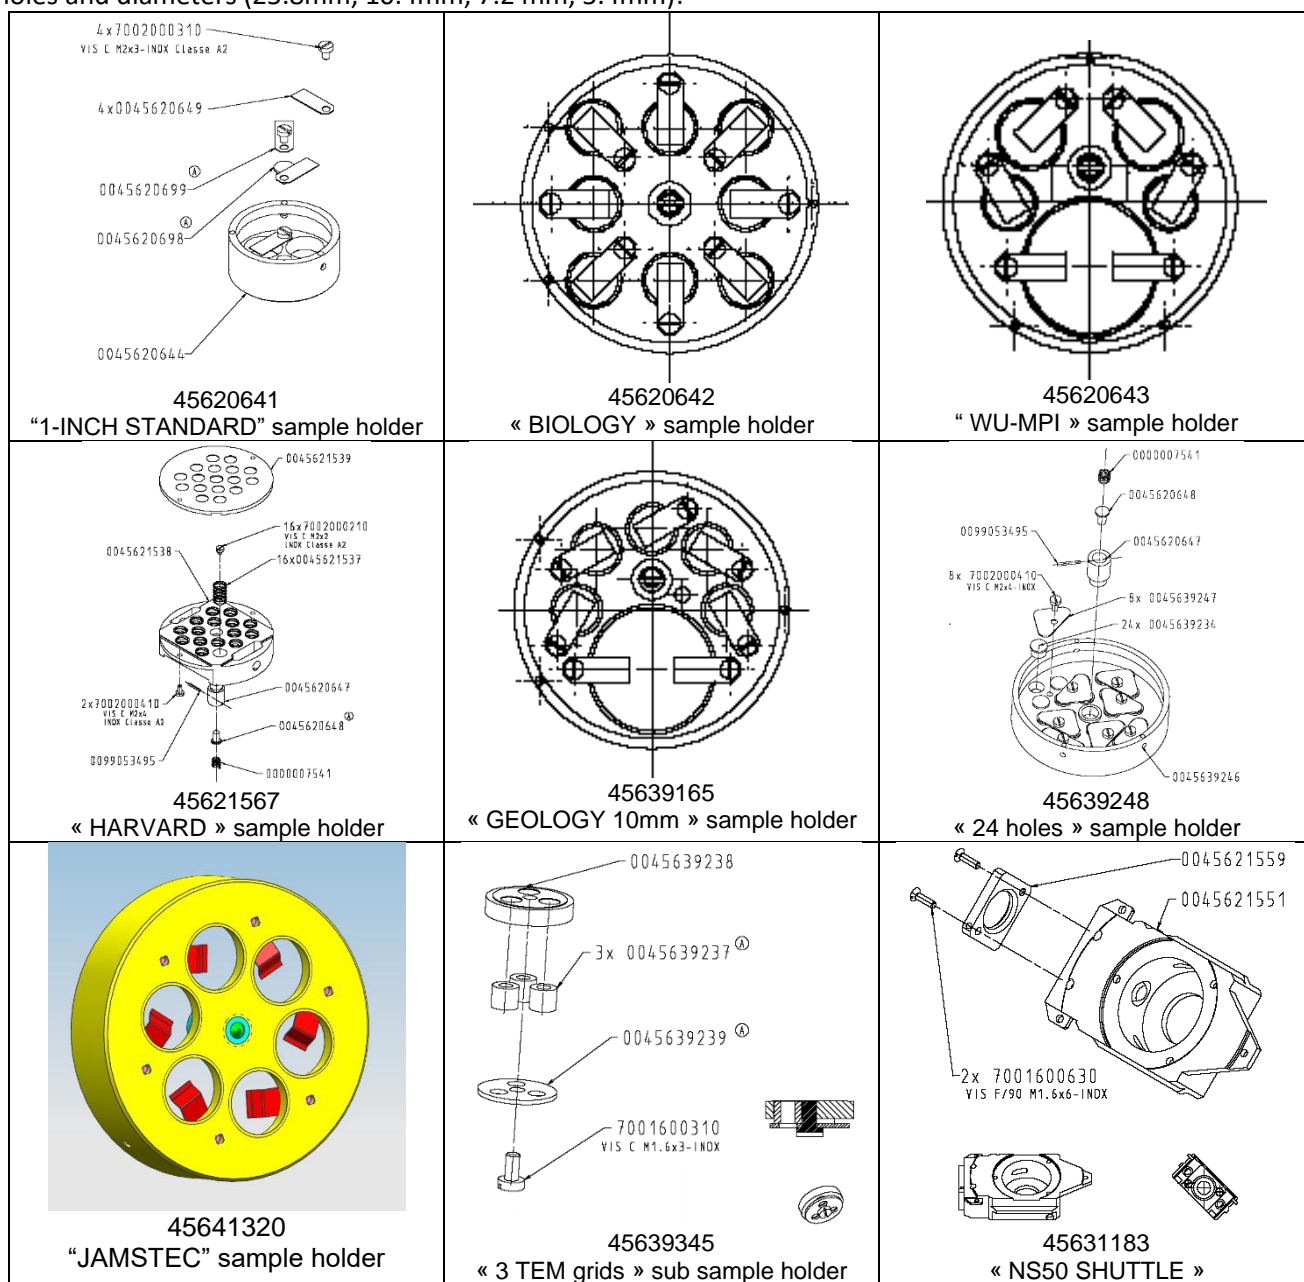 holes and diameters (25.8mm, 10.4mm, 7.2 mm, 5.4mm).
4x7002000310
VIS C M2x3-INOX Classe A2
4x0045620649
0045620699 Ⓐ
0045620698 Ⓐ
0045620644
45620641
“1-INCH STANDARD” sample holder
45620642
« BIOLOGY » sample holder
45620643
“ WU-MPI » sample holder
0045621539
16x7002000210
VIS C M2x2
INOX Classe A2
0045621538
16x0045621537
0045620647
2x7002000410
VIS C M2x4
INOX Classe A2
0045620648 Ⓐ
0099053495
0000007541
45621567
« HARVARD » sample holder
45639165
« GEOLOGY 10mm » sample holder
0000007541
0045620648
0099053495
0045620647
8x 7002000410
VIS C M2x4-INOX
8x 0045639247
24x 0045639234
0045639246
45639248
« 24 holes » sample holder
45641320
“JAMSTEC” sample holder
0045639238
3x 0045639237 Ⓐ
0045639239 Ⓐ
7001600310
VIS C M1.6x3-INOX
45639345
« 3 TEM grids » sub sample holder
0045621559
0045621551
2x 7001600630
VIS F/90 M1.6x6-INOX
45631183
« NS50 SHUTTLE »